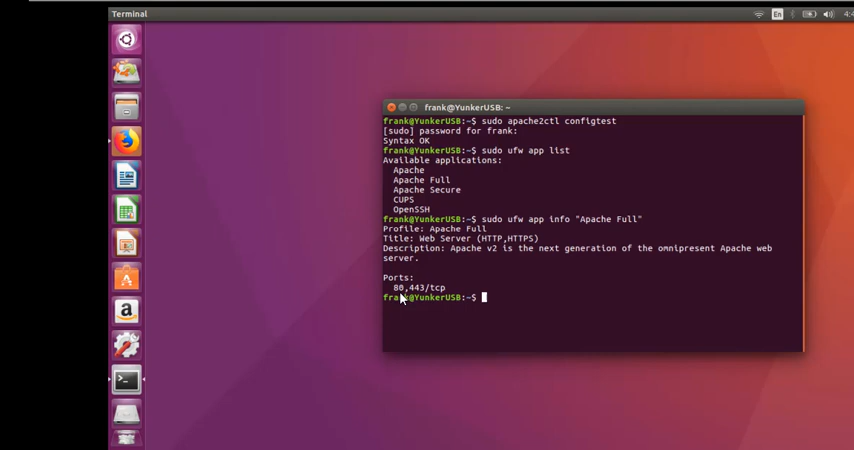 Terminal
En
4:4
frank@YunkerUSB: ~
frank@YunkerUSB:~$ sudo apache2ctl configtest
[sudo] password for frank:
Syntax OK
frank@YunkerUSB:~$ sudo ufw app list
Available applications:
Apache
Apache Full
Apache Secure
CUPS
OpenSSH
frank@YunkerUSB:~$ sudo ufw app info "Apache Full"
Profile: Apache Full
Title: Web Server (HTTP,HTTPS)
Description: Apache v2 is the next generation of the omnipresent Apache web
server.
Ports:
80,443/tcp
frank@YunkerUSB:~$